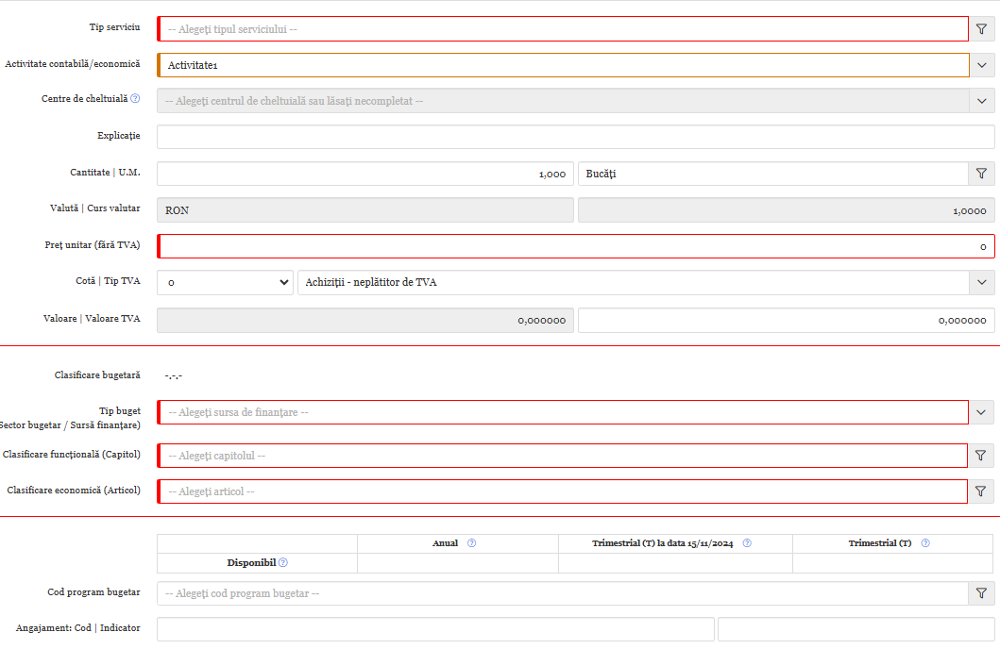 Tip serviciu -- Alegeți tipul serviciului --
Activitate contabilă/economică Activitate1
Centre de cheltuială -- Alegeți centrul de cheltuială sau lăsați necompletat --
Explicație
Cantitate | U.M. 1,000 Bucăți
Valută | Curs valutar RON 1,0000
Preț unitar (fără TVA) 0
Cotă | Tip TVA 0 Achiziții - neplătitor de TVA
Valoare | Valoare TVA 0,000000 0,000000
Clasificare bugetară -.-.-
Tip buget -- Alegeți sursa de finanțare --
Sector bugetar / Sursă finanțare)
Clasificare funcțională (Capitol) -- Alegeți capitolul --
Clasificare economică (Articol) -- Alegeți articol --
Anual Trimestrial (T) la data 15/11/2024 Trimestrial (T)
Disponibil
Cod program bugetar -- Alegeți cod program bugetar --
Angajament: Cod | Indicator